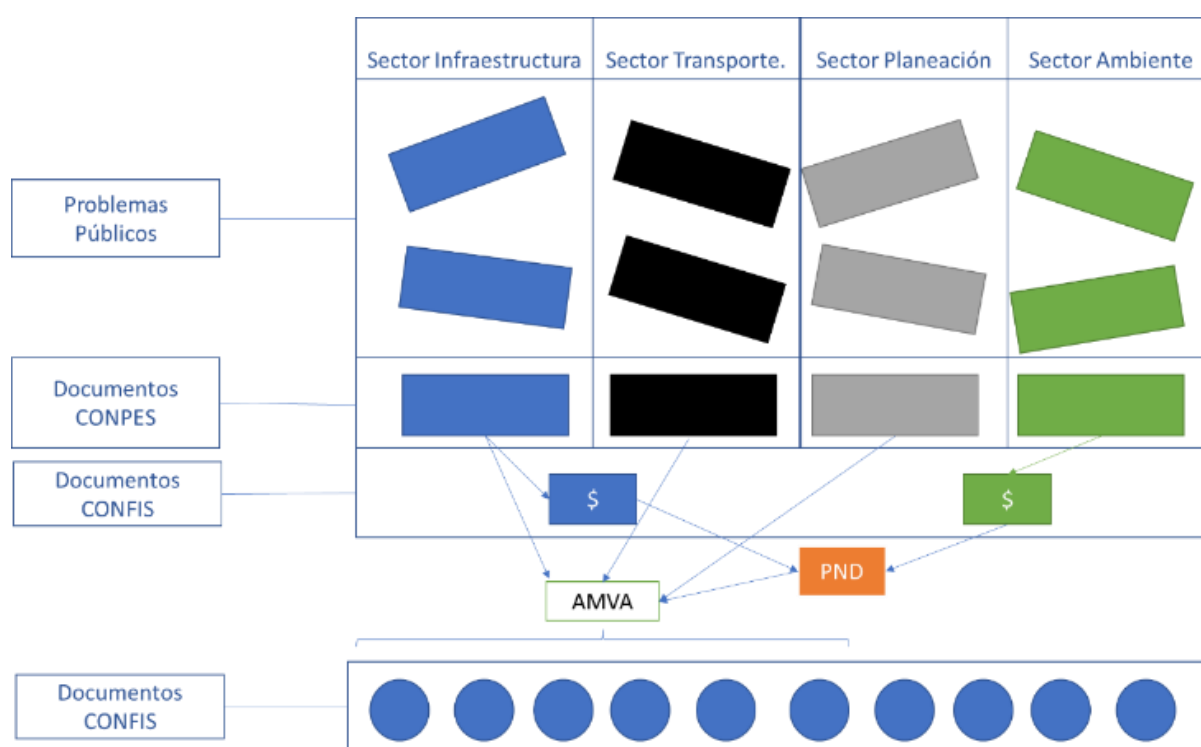 Sector Infraestructura
Sector Transporte.
Sector Planeación
Sector Ambiente
Problemas
Públicos
Documentos
CONPES
Documentos
CONFIS
$
$
PND
AMVA
Documentos
CONFIS